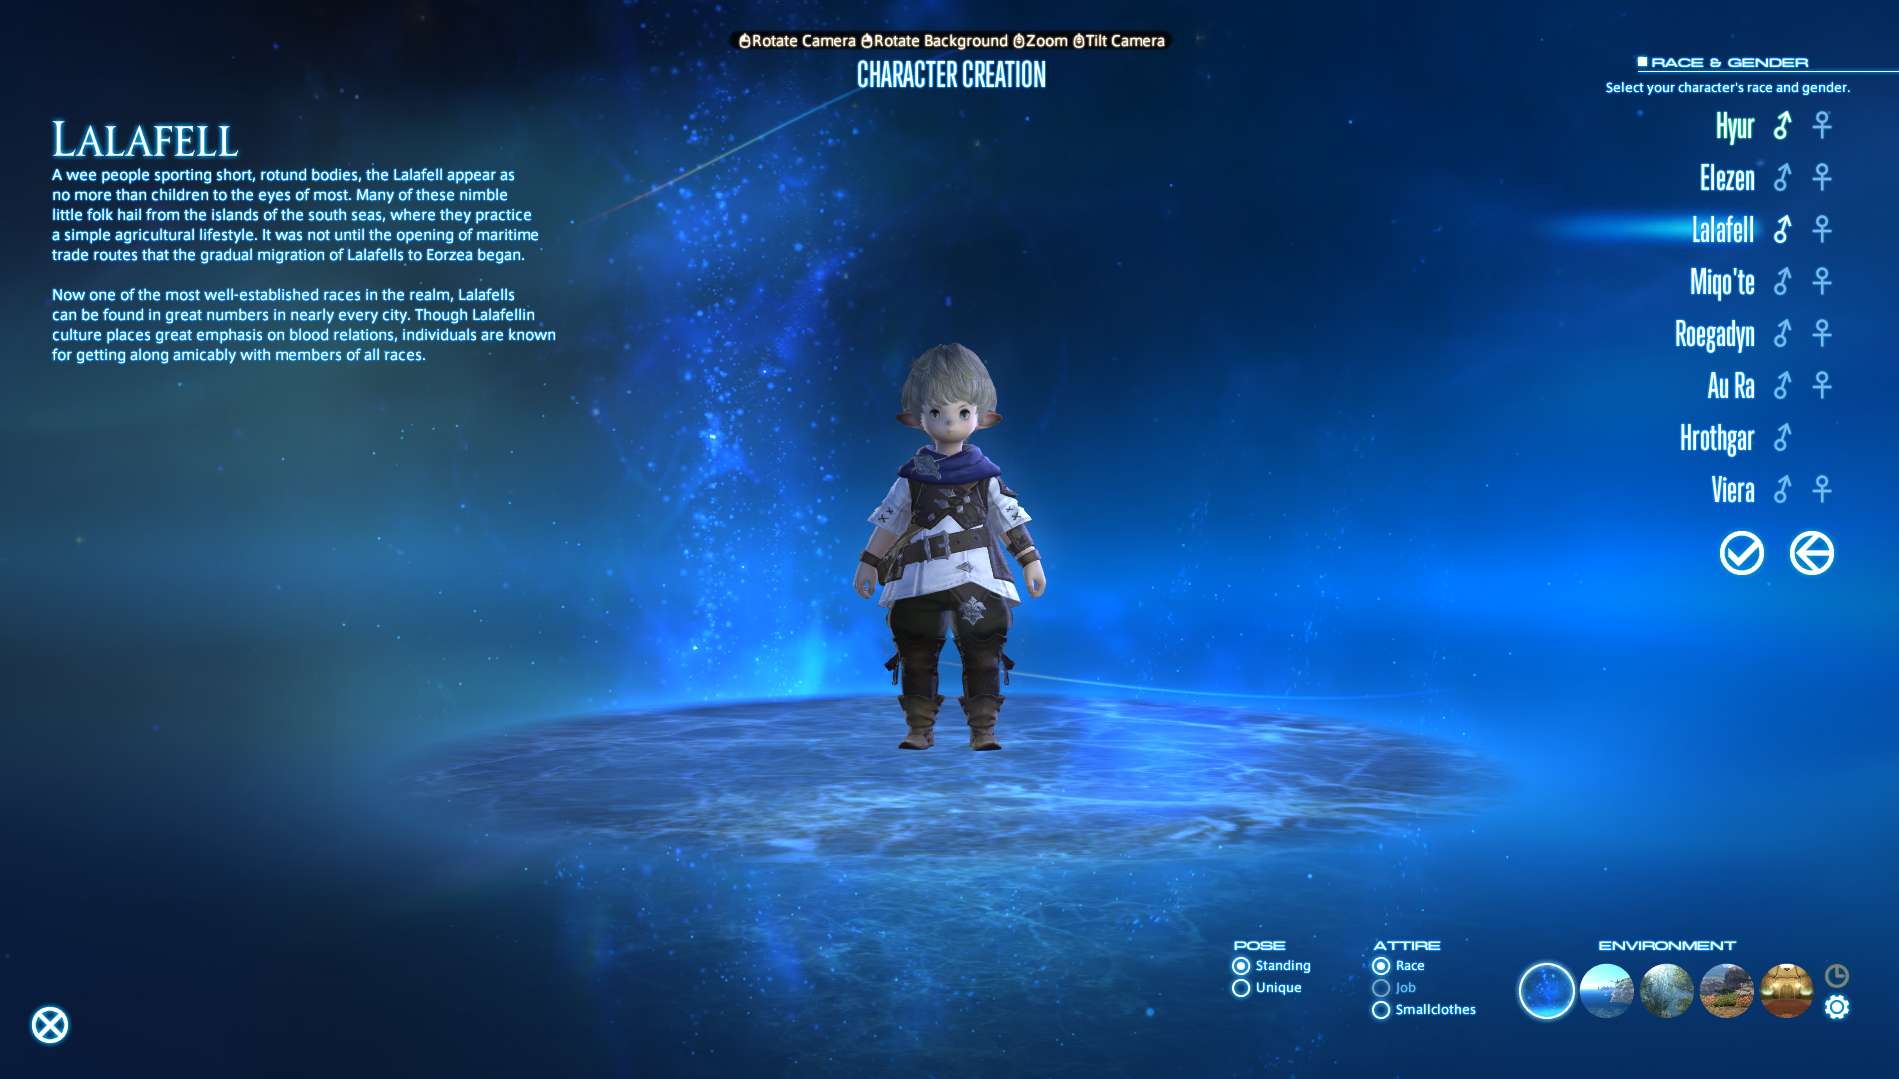 Rotate Camera Rotate Background Zoom Tilt Camera
CHARACTER CREATION
LALAFELL
A wee people sporting short, rotund bodies, the Lalafell appear as
no more than children to the eyes of most. Many of these nimble
little folk hail from the islands of the south seas, where they practice
a simple agricultural lifestyle. It was not until the opening of maritime
trade routes that the gradual migration of Lalafells to Eorzea began.
Now one of the most well-established races in the realm, Lalafells
can be found in great numbers in nearly every city. Though Lalafellin
culture places great emphasis on blood relations, individuals are known
for getting along amicably with members of all races.
RACE & GENDER
Select your character's race and gender.
Hyur
Elezen
Lalafell
Miqo'te
Roegadyn
Au Ra
Hrothgar
Viera
POSE
Standing
Unique
ATTIRE
Race
Job
Smallclothes
ENVIRONMENT